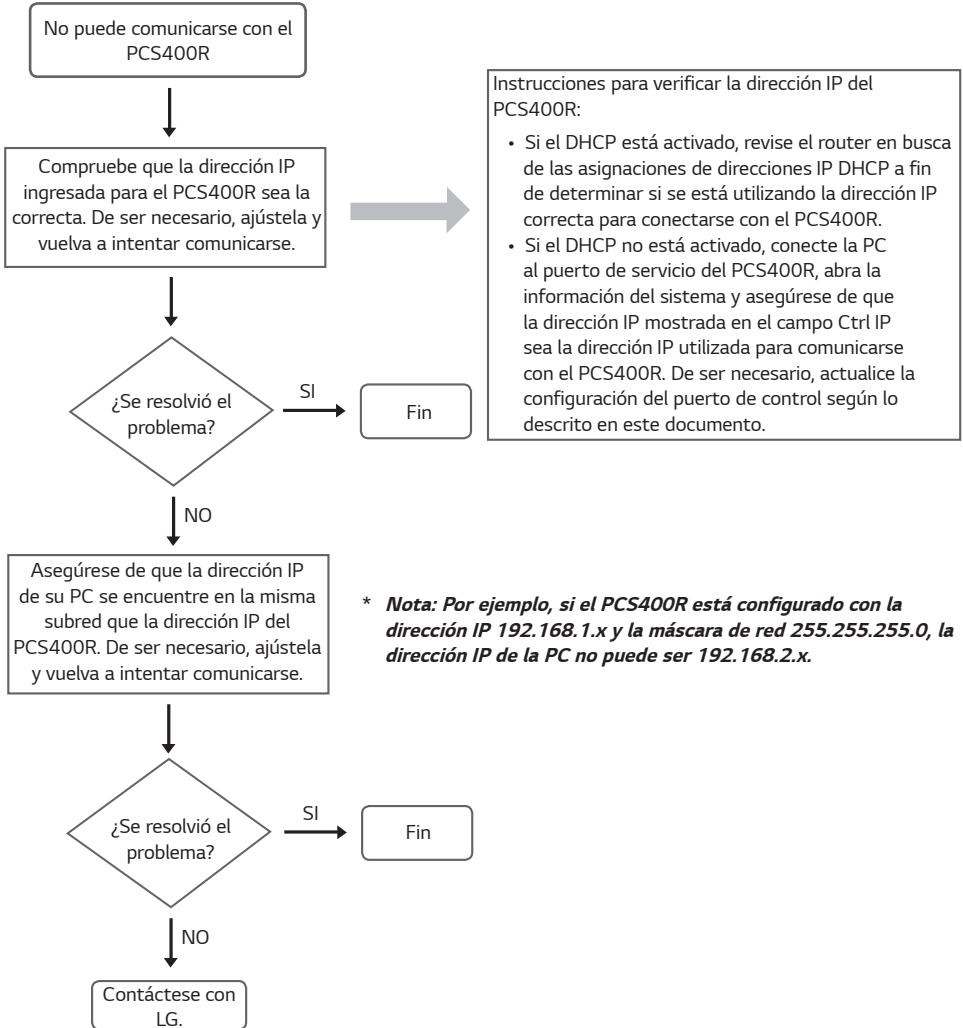 No puede comunicarse con el
PCS400R
Compruebe que la dirección IP
ingresada para el PCS400R sea la
correcta. De ser necesario, ajústela y
vuelva a intentar comunicarse.
Instrucciones para verificar la dirección IP del
PCS400R:
• Si el DHCP está activado, revise el router en busca
de las asignaciones de direcciones IP DHCP a fin
de determinar si se está utilizando la dirección IP
correcta para conectarse con el PCS400R.
• Si el DHCP no está activado, conecte la PC
al puerto de servicio del PCS400R, abra la
información del sistema y asegúrese de que
la dirección IP mostrada en el campo Ctrl IP
sea la dirección IP utilizada para comunicarse
con el PCS400R. De ser necesario, actualice la
configuración del puerto de control según lo
descrito en este documento.
¿Se resolvió el
problema?
SI
Fin
NO
Asegúrese de que la dirección IP
de su PC se encuentre en la misma
subred que la dirección IP del
PCS400R. De ser necesario, ajústela
y vuelva a intentar comunicarse.
* Nota: Por ejemplo, si el PCS400R está configurado con la
dirección IP 192.168.1.x y la máscara de red 255.255.255.0, la
dirección IP de la PC no puede ser 192.168.2.x.
¿Se resolvió el
problema?
SI
Fin
NO
Contáctese con
LG.